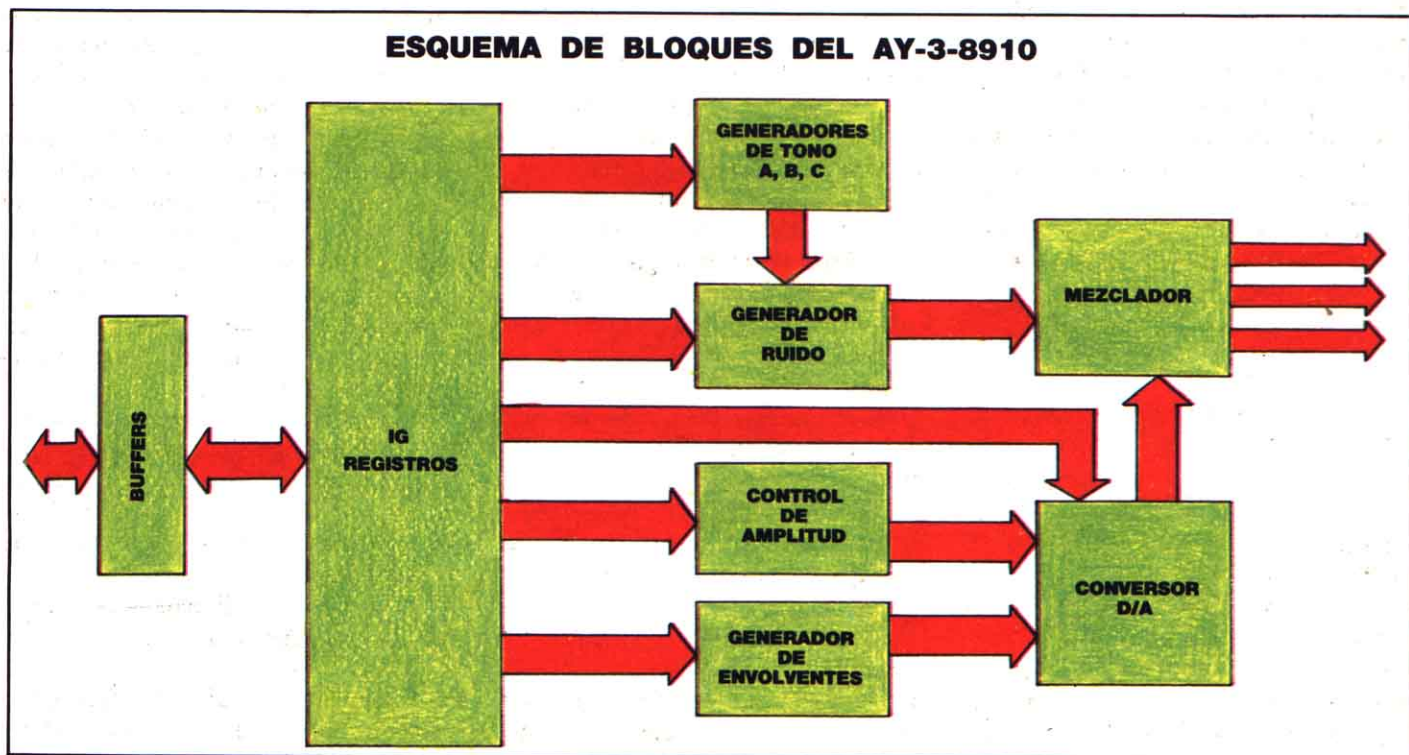 ESQUEMA DE BLOQUES DEL AY-3-8910
GENERADORES
DE TONO
A, B, C
MEZCLADOR
GENERADOR
DE
RUIDO
BUFFERS
IG
REGISTROS
CONTROL
DE
AMPLITUD
CONVERSOR
D/A
GENERADOR
DE
ENVOLVENTES